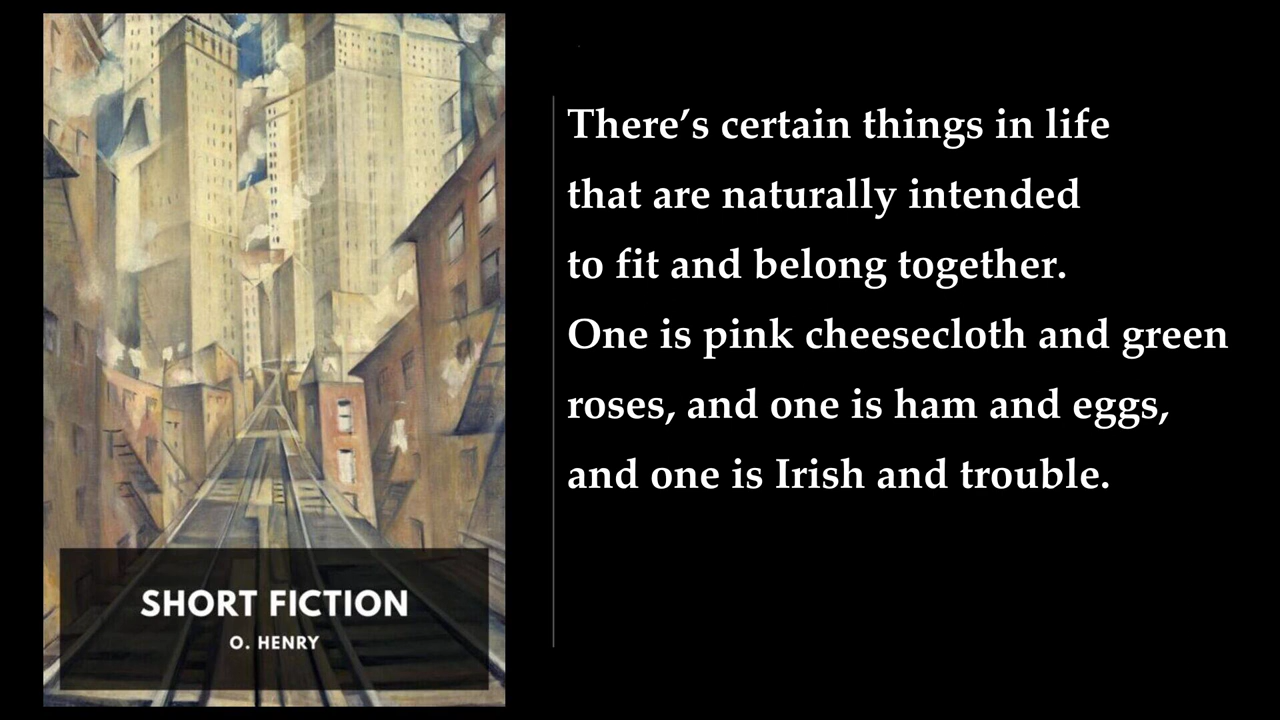 There’s certain things in life
that are naturally intended
to fit and belong together.
One is pink cheesecloth and green
roses, and one is ham and eggs,
and one is Irish and trouble.
SHORT FICTION
O. HENRY